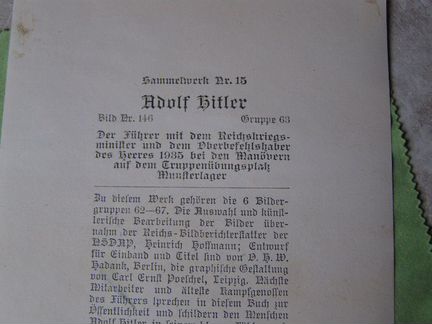 Sammelwerk Nr. 15
Adolf Hitler
Bild Nr. 146 Gruppe 63
Der Führer mit dem Reichskriegs-
minister und dem Oberbefehlshaber
des Heeres 1935 bei den Manövern
auf dem Truppenübungsplatz
Munsterlager
Zu diesem Werk gehören die 6 Bilder-
gruppen 62—67. Die Auswahl und künst-
lerische Bearbeitung der Bilder über-
nahm der Reichs-Bildberichterstatter der
NSDAP, Heinrich Hoffmann; Entwurf
für Einband und Titel sind von O. H. W.
Hadank, Berlin, die graphische Gestaltung
von Carl Ernst Poeschel, Leipzig. Nächste
Mitarbeiter und älteste Kampfgenossen
des Führers sprechen in diesem Buch zur
Öffentlichkeit und schildern den Menschen
Adolf Hitler in